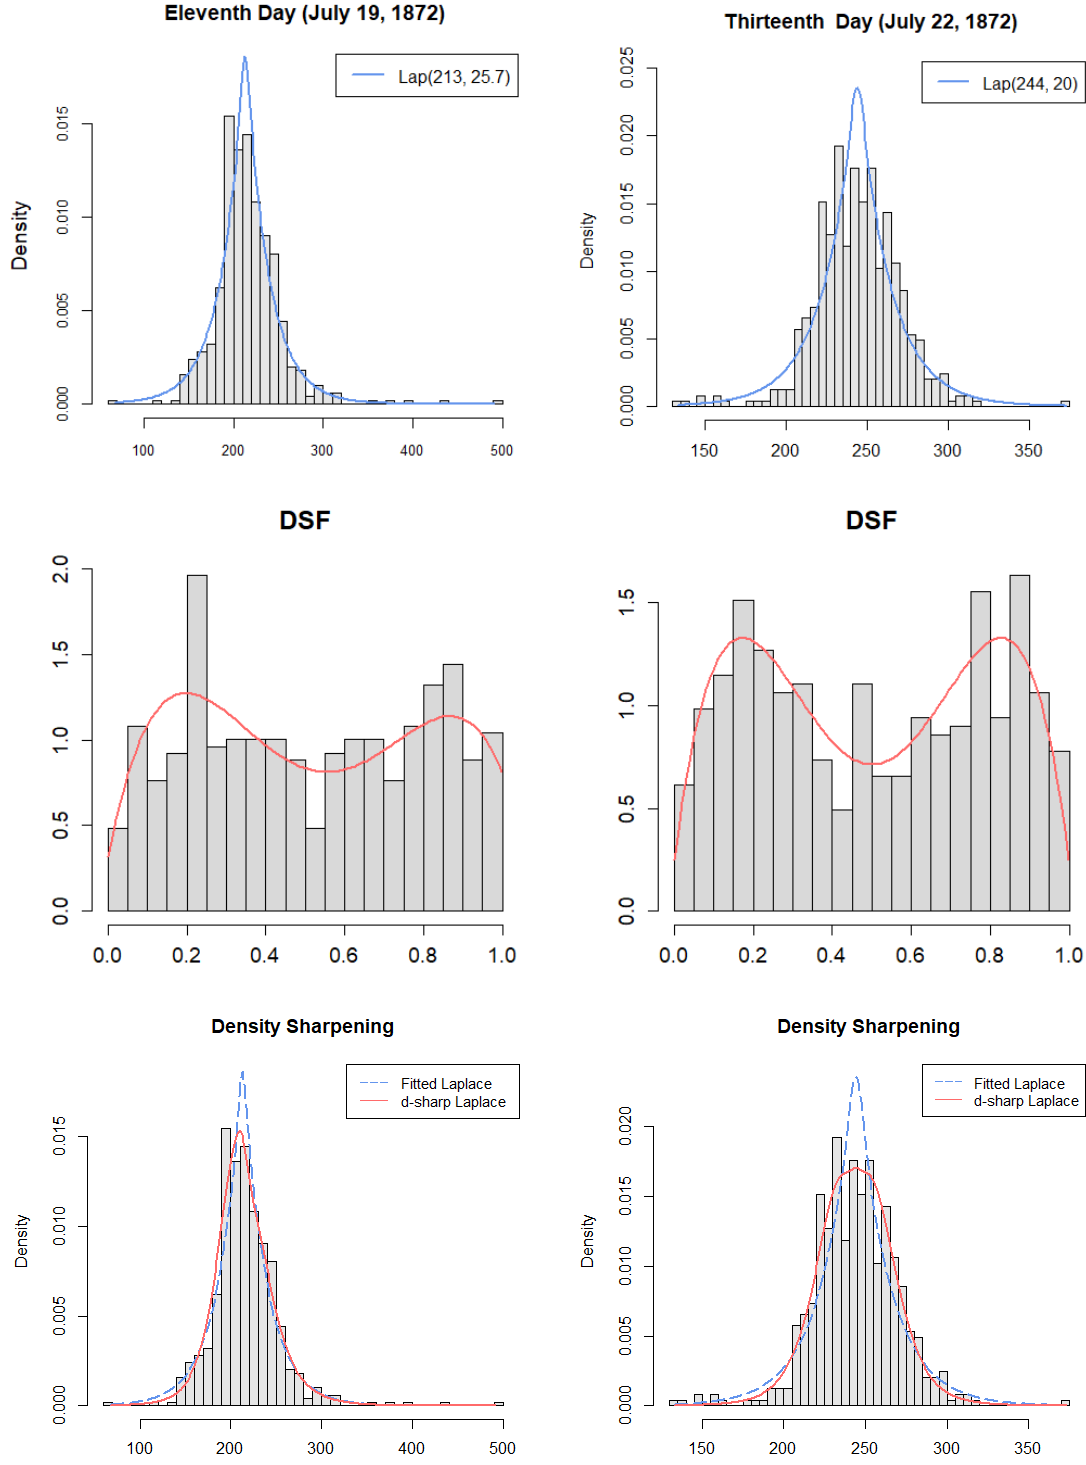 Eleventh Day (July 19, 1872)
Lap(213, 25.7)
Density
0.000 0.005 0.010 0.015
100 200 300 400 500
Thirteenth Day (July 22, 1872)
Lap(244, 20)
Density
0.000 0.005 0.010 0.015 0.020 0.025
150 200 250 300 350
DSF
0.0 0.5 1.0 1.5 2.0
0.0 0.2 0.4 0.6 0.8 1.0
DSF
0.0 0.5 1.0 1.5
0.0 0.2 0.4 0.6 0.8 1.0
Density Sharpening
Fitted Laplace
d-sharp Laplace
Density
0.000 0.005 0.010 0.015
100 200 300 400 500
Density Sharpening
Fitted Laplace
d-sharp Laplace
Density
0.000 0.005 0.010 0.015 0.020
150 200 250 300 350